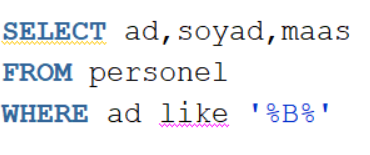 SELECT ad,soyad,maas
FROM personel
WHERE ad like '%B%'